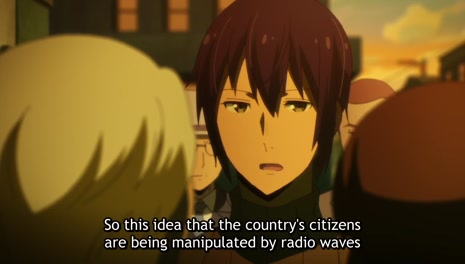 So this idea that the country's citizens
are being manipulated by radio waves